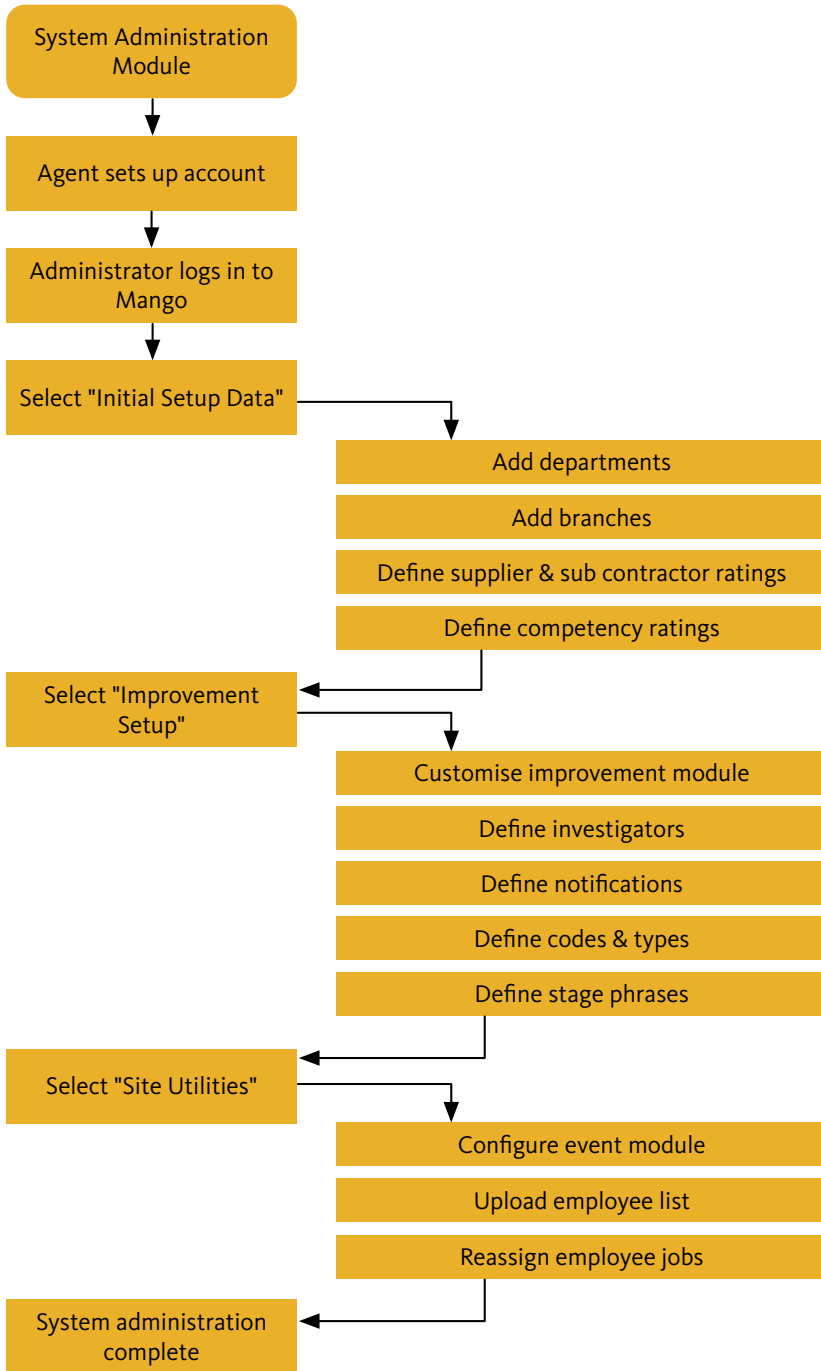 System Administration
Module
Agent sets up account
Administrator logs in to
Mango
Select "Initial Setup Data"
Add departments
Add branches
Define supplier & sub contractor ratings
Define competency ratings
Select "Improvement
Setup"
Customise improvement module
Define investigators
Define notifications
Define codes & types
Define stage phrases
Select "Site Utilities"
Configure event module
Upload employee list
Reassign employee jobs
System administration
complete